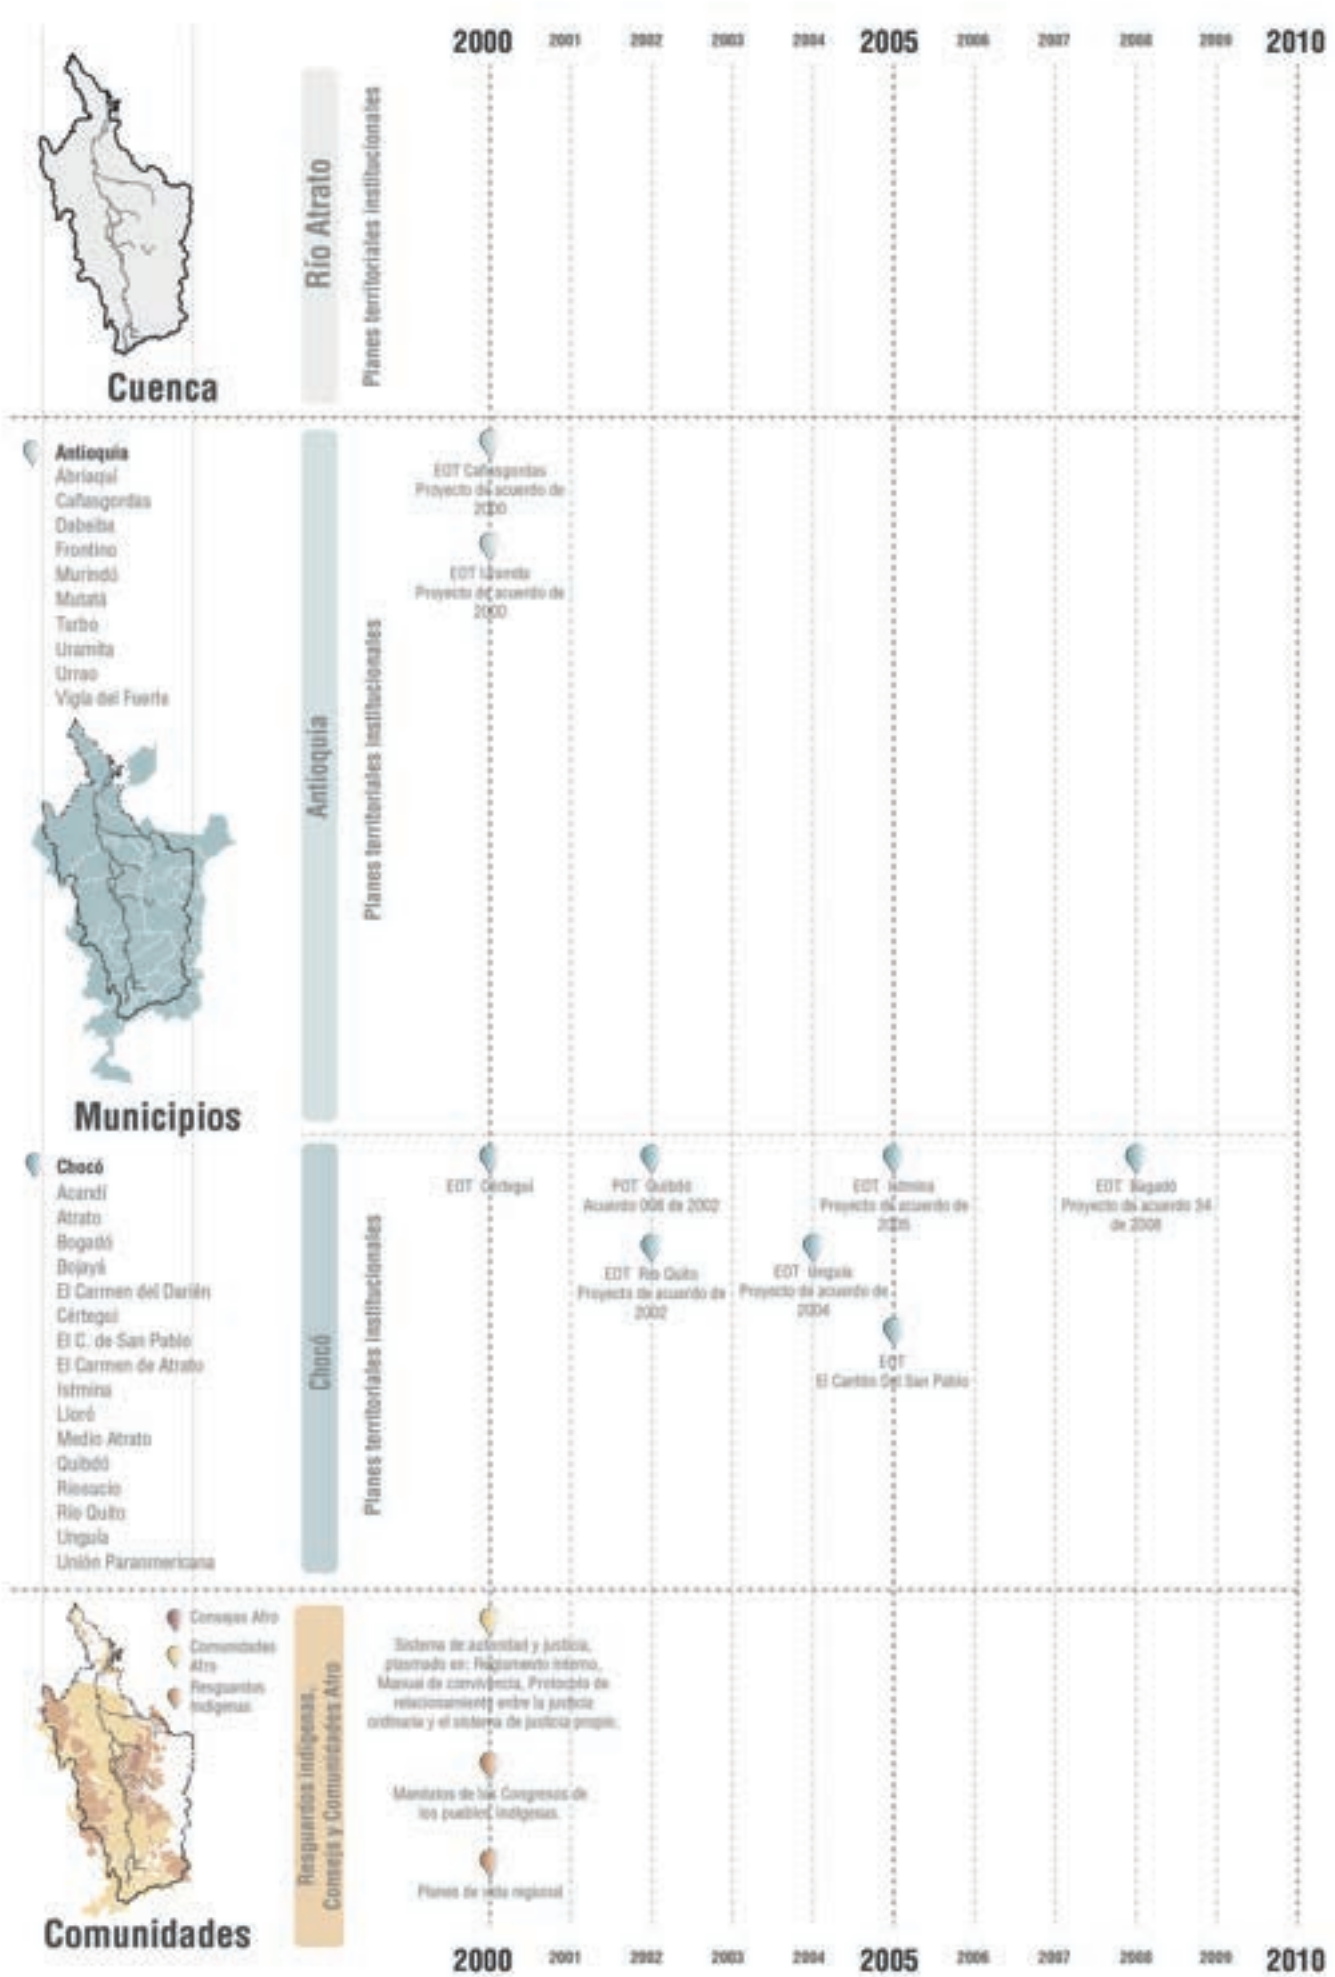 2000 2001 2002 2003 2004 2005 2006 2007 2008 2009 2010
Río Atrato
Planes territoriales institucionales
Cuenca
Antioquia
Abriaquí
Cañasgordas
Dabeiba
Frontino
Murindó
Mutatá
Turbo
Uramita
Urrao
Vigía del Fuerte
Municipios
Antioquia
Planes territoriales institucionales
EOT Cañasgordas
Proyecto de acuerdo de
2000
EOT Uramita
Proyecto de acuerdo de
2000
Chocó
Acandí
Atrato
Bogadó
Bojayá
El Carmen del Darién
Cértegui
El C. de San Pablo
El Carmen de Atrato
Istmina
Lloró
Medio Atrato
Quibdó
Riosucio
Río Quito
Unguía
Unión Paranmericana
Chocó
Planes territoriales institucionales
EOT Cértegui
POT Quibdó
Acuerdo 006 de 2002
EOT Río Quito
Proyecto de acuerdo de
2002
EOT Unguía
Proyecto de acuerdo de
2004
EOT Istmina
Proyecto de acuerdo de
2005
EOT
El Cantón Del San Pablo
EOT Bagadó
Proyecto de acuerdo 34
de 2008
Consejos Afro
Comunidades
Afro
Resguardos
Indígenas
Comunidades
Resguardos indígenas,
Consejo y Comunidades Afro
Sistema de autoridad y justicia,
plasmado en: Reglamento interno,
Manual de convivencia, Protocolo de
relacionamiento entre la justicia
ordinaria y el sistema de justicia propio.
Mandatos de los Congresos de
los pueblos indígenas.
Planes de vida regional
2000 2001 2002 2003 2004 2005 2006 2007 2008 2009 2010